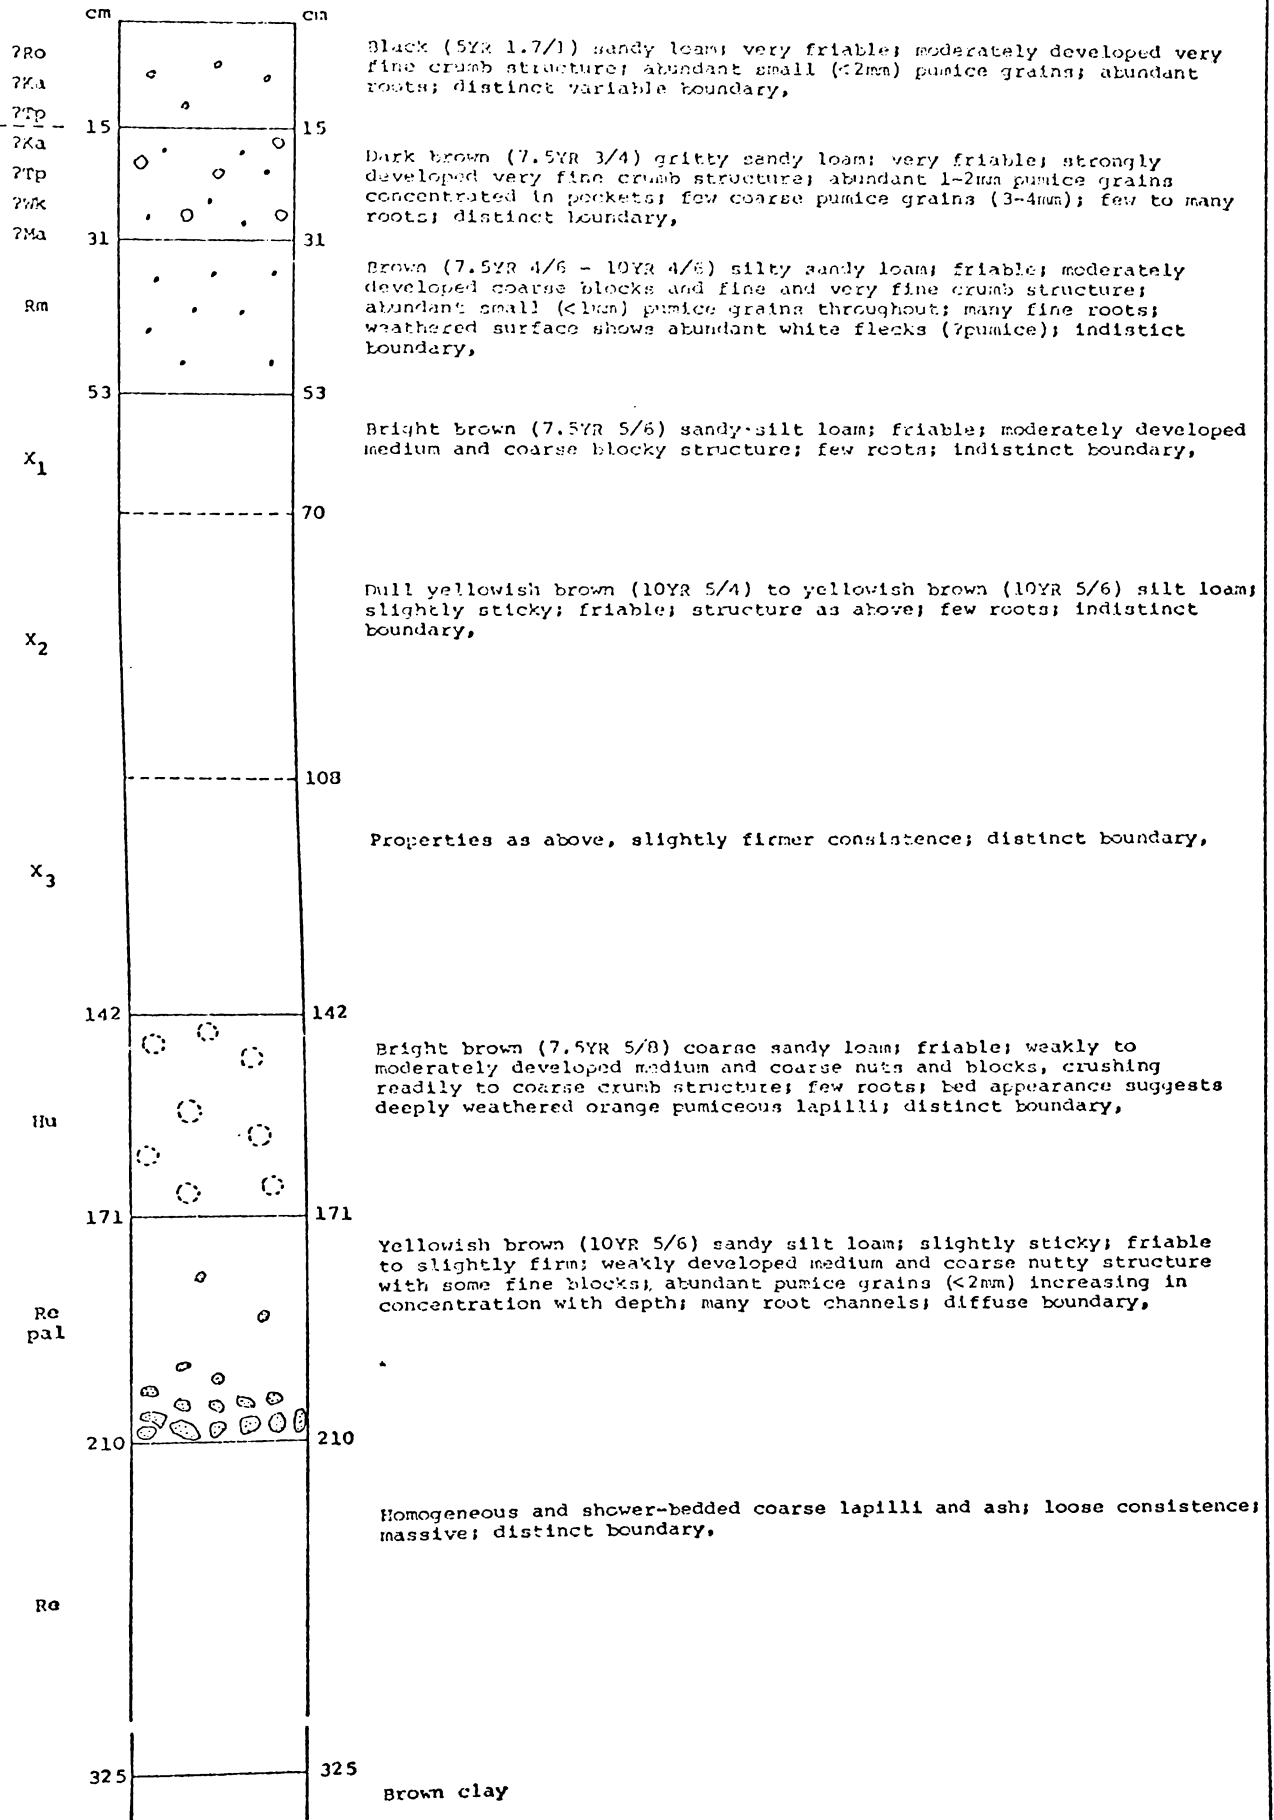 cm cm
?Ro
?Ka
?Tp
Black (5YR 1.7/1) sandy loam; very friable; moderately developed very
fine crumb structure; abundant small (<2mm) pumice grains; abundant
roots; distinct variable boundary,
15 15
?Ka
?Tp
?Wk
?Ma
Dark brown (7.5YR 3/4) gritty sandy loam; very friable; strongly
developed very fine crumb structure; abundant 1-2mm pumice grains
concentrated in pockets; few coarse pumice grains (3-4mm); few to many
roots; distinct boundary,
31 31
Rm
Brown (7.5YR 4/6 - 10YR 4/6) silty sandy loam; friable; moderately
developed coarse blocks and fine and very fine crumb structure;
abundant small (<1mm) pumice grains throughout; many fine roots;
weathered surface shows abundant white flecks (?pumice); indistict
boundary,
53 53
X1
Bright brown (7.5YR 5/6) sandy silt loam; friable; moderately developed
medium and coarse blocky structure; few roots; indistinct boundary,
70
X2
Dull yellowish brown (10YR 5/4) to yellowish brown (10YR 5/6) silt loam;
slightly sticky; friable; structure as above; few roots; indistinct
boundary,
108
X3
Properties as above, slightly firmer consistence; distinct boundary,
142 142
Hu
Bright brown (7.5YR 5/8) coarse sandy loam; friable; weakly to
moderately developed medium and coarse nuts and blocks, crushing
readily to coarse crumb structure; few roots; bed appearance suggests
deeply weathered orange pumiceous lapilli; distinct boundary,
171 171
Re
pal
Yellowish brown (10YR 5/6) sandy silt loam; slightly sticky; friable
to slightly firm; weakly developed medium and coarse nutty structure
with some fine blocks; abundant pumice grains (<2mm) increasing in
concentration with depth; many root channels; diffuse boundary,
210 210
Re
Homogeneous and shower-bedded coarse lapilli and ash; loose consistence;
massive; distinct boundary,
325 325
Brown clay